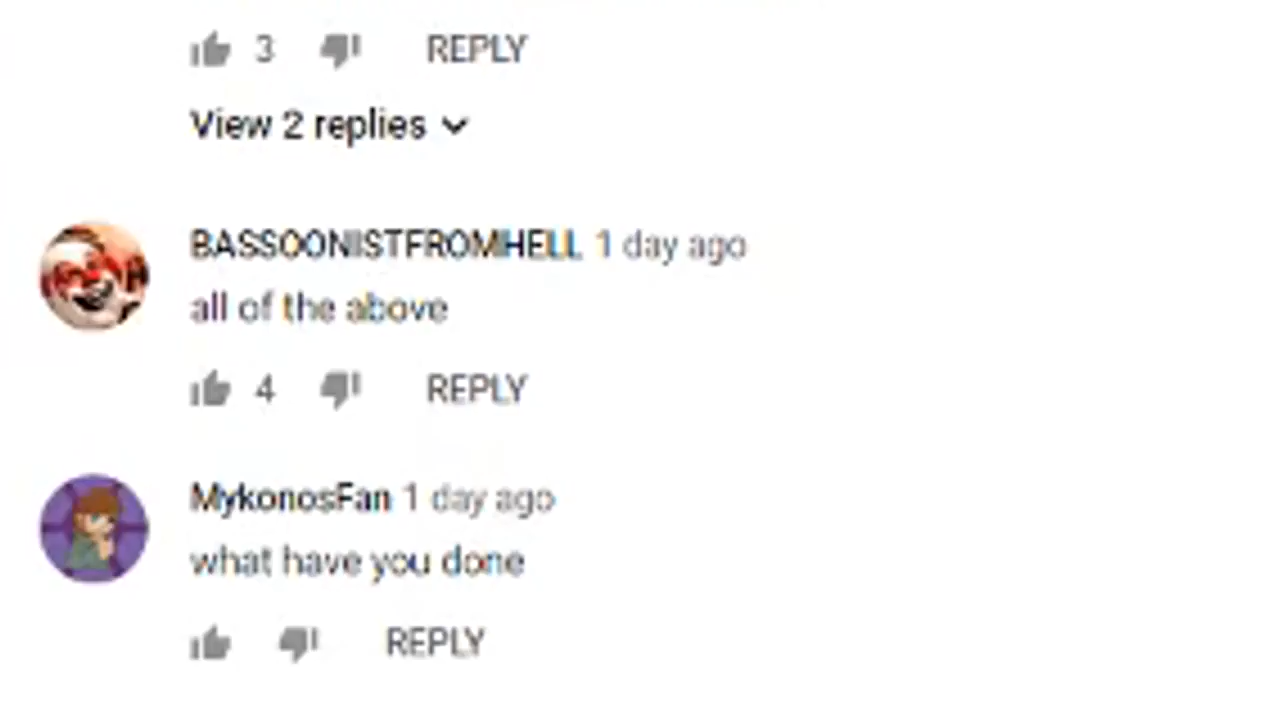 3 REPLY
View 2 replies
BASSOONISTFROMHELL 1 day ago
all of the above
4 REPLY
MykonosFan 1 day ago
what have you done
REPLY